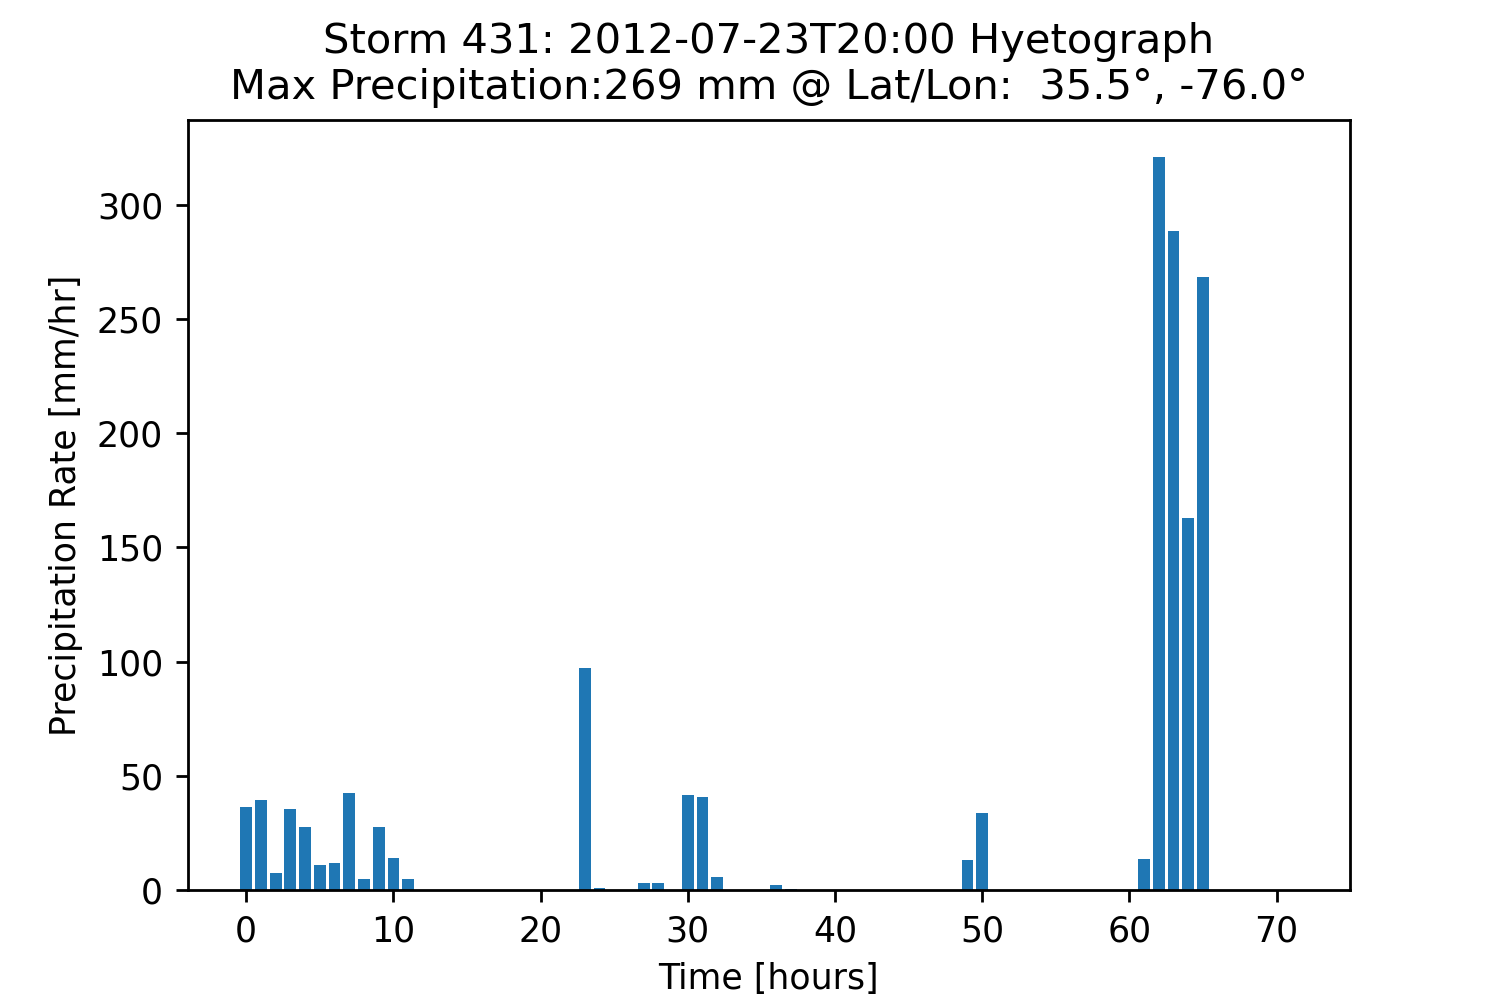 Storm 431: 2012-07-23T20:00 Hyetograph
Max Precipitation:269 mm @ Lat/Lon:  35.5°, -76.0°
Precipitation Rate [mm/hr]
300
250
200
150
100
50
0
0 10 20 30 40 50 60 70
Time [hours]